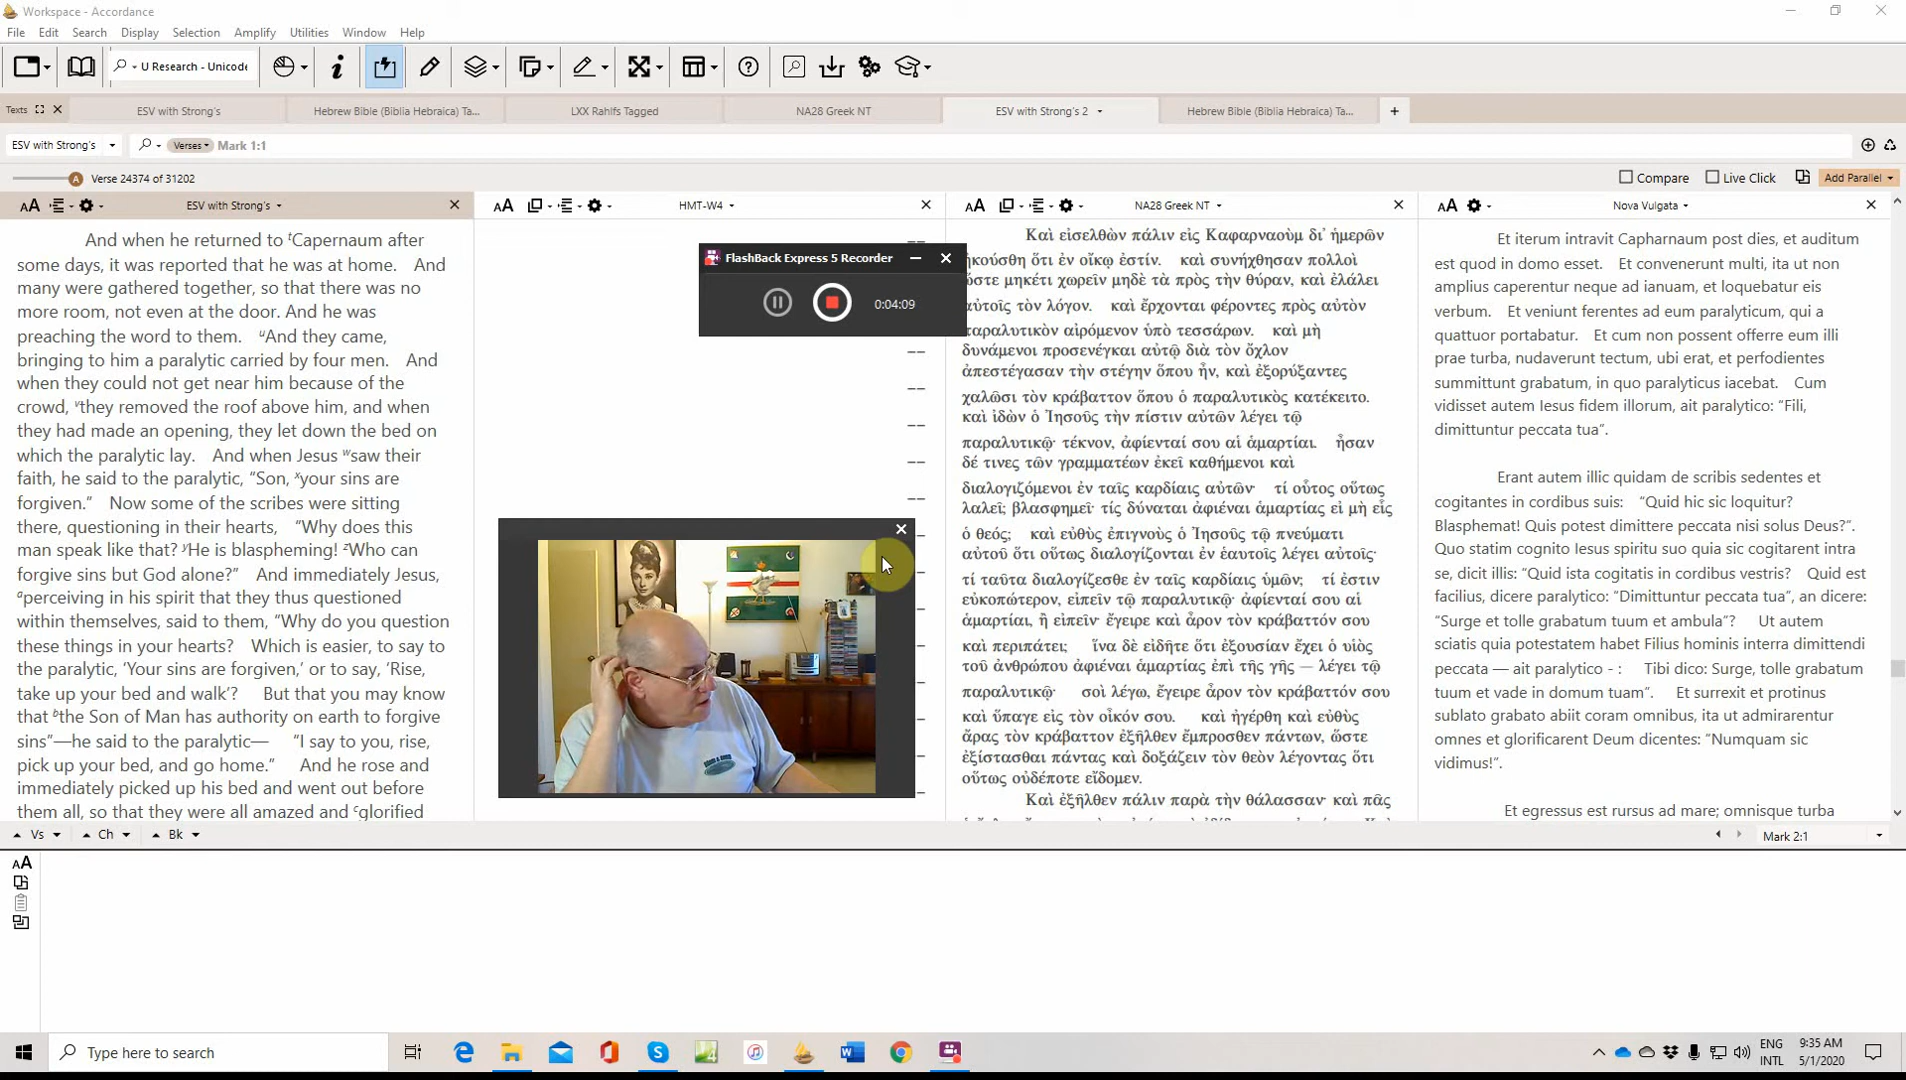 Workspace - Accordance
File Edit Search Display Selection Amplify Utilities Window Help
U Research - Unicode
Texts ESV with Strong's Hebrew Bible (Biblia Hebraica) Ta... LXX Rahlfs Tagged NA28 Greek NT ESV with Strong's 2 Hebrew Bible (Biblia Hebraica) Ta... +
ESV with Strong's Verses Mark 1:1
A Verse 24374 of 31202 Compare Live Click Add Parallel
AA ESV with Strong's
And when he returned to ᵗCapernaum after
some days, it was reported that he was at home. And
many were gathered together, so that there was no
more room, not even at the door. And he was
preaching the word to them. ᵘAnd they came,
bringing to him a paralytic carried by four men. And
when they could not get near him because of the
crowd, ᵛthey removed the roof above him, and when
they had made an opening, they let down the bed on
which the paralytic lay. And when Jesus ʷsaw their
faith, he said to the paralytic, “Son, ˣyour sins are
forgiven.” Now some of the scribes were sitting
there, questioning in their hearts, “Why does this
man speak like that? ʸHe is blaspheming! ᶻWho can
forgive sins but God alone?” And immediately Jesus,
ᵃperceiving in his spirit that they thus questioned
within themselves, said to them, “Why do you question
these things in your hearts? Which is easier, to say to
the paralytic, ‘Your sins are forgiven,’ or to say, ‘Rise,
take up your bed and walk’? But that you may know
that ᵇthe Son of Man has authority on earth to forgive
sins”—he said to the paralytic— “I say to you, rise,
pick up your bed, and go home.” And he rose and
immediately picked up his bed and went out before
them all, so that they were all amazed and ᶜglorified
AA HMT-W4
FlashBack Express 5 Recorder
0:04:09
AA NA28 Greek NT
Καὶ εἰσελθὼν πάλιν εἰς Καφαρναοὺμ δι’ ἡμερῶν
ἠκούσθη ὅτι ἐν οἴκῳ ἐστίν. καὶ συνήχθησαν πολλοὶ
ὥστε μηκέτι χωρεῖν μηδὲ τὰ πρὸς τὴν θύραν, καὶ ἐλάλει
αὐτοῖς τὸν λόγον. καὶ ἔρχονται φέροντες πρὸς αὐτὸν
παραλυτικὸν αἰρόμενον ὑπὸ τεσσάρων. καὶ μὴ
δυνάμενοι προσενέγκαι αὐτῷ διὰ τὸν ὄχλον
ἀπεστέγασαν τὴν στέγην ὅπου ἦν, καὶ ἐξορύξαντες
χαλῶσι τὸν κράβαττον ὅπου ὁ παραλυτικὸς κατέκειτο.
καὶ ἰδὼν ὁ Ἰησοῦς τὴν πίστιν αὐτῶν λέγει τῷ
παραλυτικῷ· τέκνον, ἀφίενταί σου αἱ ἁμαρτίαι. ἦσαν
δέ τινες τῶν γραμματέων ἐκεῖ καθήμενοι καὶ
διαλογιζόμενοι ἐν ταῖς καρδίαις αὐτῶν· τί οὗτος οὕτως
λαλεῖ; βλασφημεῖ· τίς δύναται ἀφιέναι ἁμαρτίας εἰ μὴ εἷς
ὁ θεός; καὶ εὐθὺς ἐπιγνοὺς ὁ Ἰησοῦς τῷ πνεύματι
αὐτοῦ ὅτι οὕτως διαλογίζονται ἐν ἑαυτοῖς λέγει αὐτοῖς·
τί ταῦτα διαλογίζεσθε ἐν ταῖς καρδίαις ὑμῶν; τί ἐστιν
εὐκοπώτερον, εἰπεῖν τῷ παραλυτικῷ· ἀφίενταί σου αἱ
ἁμαρτίαι, ἢ εἰπεῖν· ἔγειρε καὶ ἆρον τὸν κράβαττόν σου
καὶ περιπάτει; ἵνα δὲ εἰδῆτε ὅτι ἐξουσίαν ἔχει ὁ υἱὸς
τοῦ ἀνθρώπου ἀφιέναι ἁμαρτίας ἐπὶ τῆς γῆς — λέγει τῷ
παραλυτικῷ· σοὶ λέγω, ἔγειρε ἆρον τὸν κράβαττόν σου
καὶ ὕπαγε εἰς τὸν οἶκόν σου. καὶ ἠγέρθη καὶ εὐθὺς
ἄρας τὸν κράβαττον ἐξῆλθεν ἔμπροσθεν πάντων, ὥστε
ἐξίστασθαι πάντας καὶ δοξάζειν τὸν θεὸν λέγοντας ὅτι
οὕτως οὐδέποτε εἴδομεν.
Καὶ ἐξῆλθεν πάλιν παρὰ τὴν θάλασσαν· καὶ πᾶς
AA Nova Vulgata
Et iterum intravit Capharnaum post dies, et auditum
est quod in domo esset. Et convenerunt multi, ita ut non
amplius caperentur neque ad ianuam, et loquebatur eis
verbum. Et veniunt ferentes ad eum paralyticum, qui a
quattuor portabatur. Et cum non possent offerre eum illi
prae turba, nudaverunt tectum, ubi erat, et perfodientes
summittunt grabatum, in quo paralyticus iacebat. Cum
vidisset autem Iesus fidem illorum, ait paralytico: “Fili,
dimittuntur peccata tua”.
Erant autem illic quidam de scribis sedentes et
cogitantes in cordibus suis: “Quid hic sic loquitur?
Blasphemat! Quis potest dimittere peccata nisi solus Deus?”.
Quo statim cognito Iesus spiritu suo quia sic cogitarent intra
se, dicit illis: “Quid ista cogitatis in cordibus vestris? Quid est
facilius, dicere paralytico: “Dimittuntur peccata tua”, an dicere:
“Surge et tolle grabatum tuum et ambula”? Ut autem
sciatis quia potestatem habet Filius hominis interra dimittendi
peccata — ait paralytico - : Tibi dico: Surge, tolle grabatum
tuum et vade in domum tuam”. Et surrexit et protinus
sublato grabato abiit coram omnibus, ita ut admirarentur
omnes et glorificarent Deum dicentes: “Numquam sic
vidimus!”.
Et egressus est rursus ad mare; omnisque turba
Vs Ch Bk Mark 2:1
AA
Type here to search
ENG
INTL
9:35 AM
5/1/2020